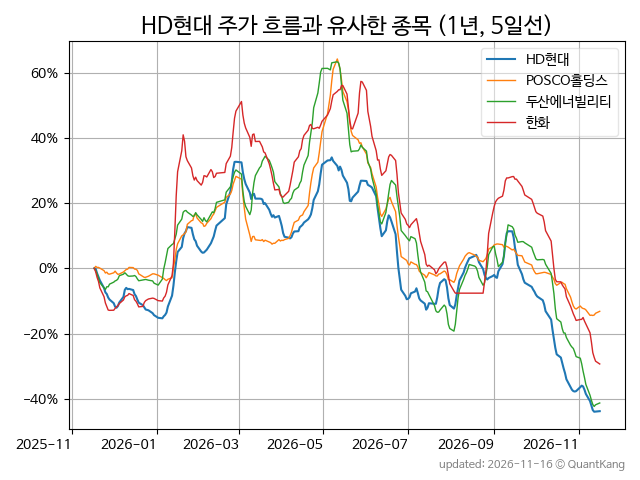 HD현대 주가 흐름과 유사한 종목 (1년, 5일선)
HD현대
POSCO홀딩스
두산에너빌리티
한화
60%
40%
20%
0%
−20%
−40%
2025-11
2026-01
2026-03
2026-05
2026-07
2026-09
2026-11
updated: 2026-11-16 © QuantKang